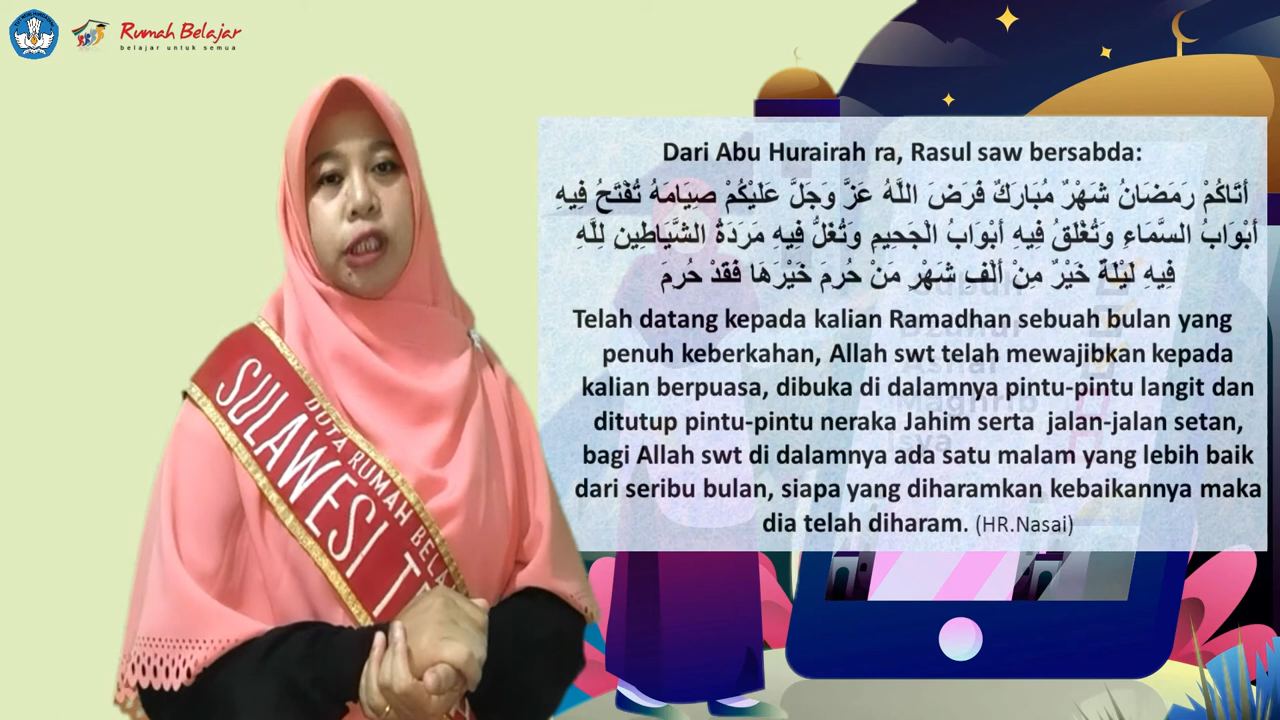 Rumah Belajar
belajar untuk semua
DUTA RUMAH BELA
SULAWESI T
Dari Abu Hurairah ra, Rasul saw bersabda:
أَتَاكُمْ رَمَضَانُ شَهْرٌ مُبَارَكٌ فَرَضَ اللَّهُ عَزَّ وَجَلَّ عَلَيْكُمْ صِيَامَهُ تُفْتَحُ فِيهِ
أَبْوَابُ السَّمَاءِ وَتُغْلَقُ فِيهِ أَبْوَابُ الْجَحِيمِ وَتُغَلُّ فِيهِ مَرَدَةُ الشَّيَاطِينِ لِلَّهِ
فِيهِ لَيْلَةٌ خَيْرٌ مِنْ أَلْفِ شَهْرٍ مَنْ حُرِمَ خَيْرَهَا فَقَدْ حُرِمَ
Telah datang kepada kalian Ramadhan sebuah bulan yang
penuh keberkahan, Allah swt telah mewajibkan kepada
kalian berpuasa, dibuka di dalamnya pintu-pintu langit dan
ditutup pintu-pintu neraka Jahim serta jalan-jalan setan,
bagi Allah swt di dalamnya ada satu malam yang lebih baik
dari seribu bulan, siapa yang diharamkan kebaikannya maka
dia telah diharam. (HR.Nasai)